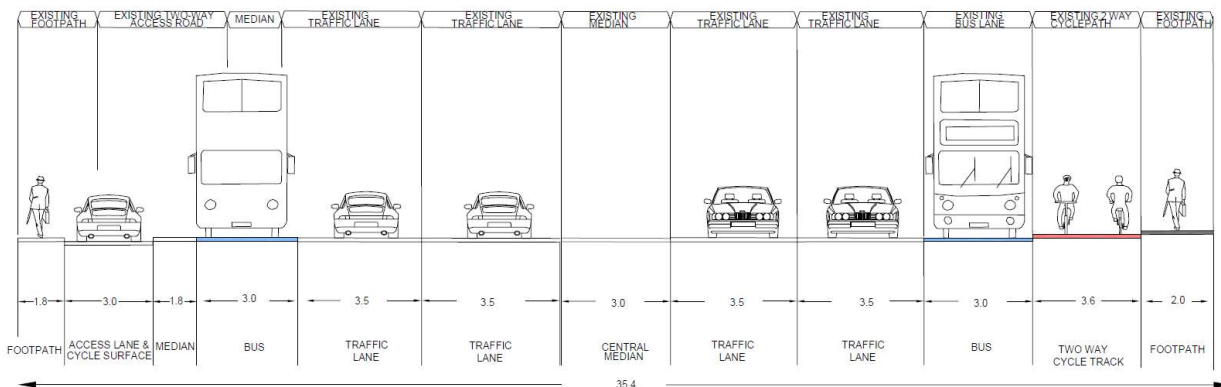 EXISTING
FOOTPATH
EXISTING TWO-WAY
ACCESS ROAD
MEDIAN
EXISTING
TRAFFIC LANE
EXISTING
TRAFFIC LANE
EXISTING
MEDIAN
EXISTING
TRAFFIC LANE
EXISTING
TRAFFIC LANE
EXISTING
BUS LANE
EXISTING 2 WAY
CYCLEPATH
EXISTING
FOOTPATH
1.8
3.0
1.8
3.0
3.5
3.5
3.0
3.5
3.5
3.0
3.6
2.0
FOOTPATH
ACCESS LANE &
CYCLE SURFACE
MEDIAN
BUS
TRAFFIC
LANE
TRAFFIC
LANE
CENTRAL
MEDIAN
TRAFFIC
LANE
TRAFFIC
LANE
BUS
TWO WAY
CYCLE TRACK
FOOTPATH
35.4